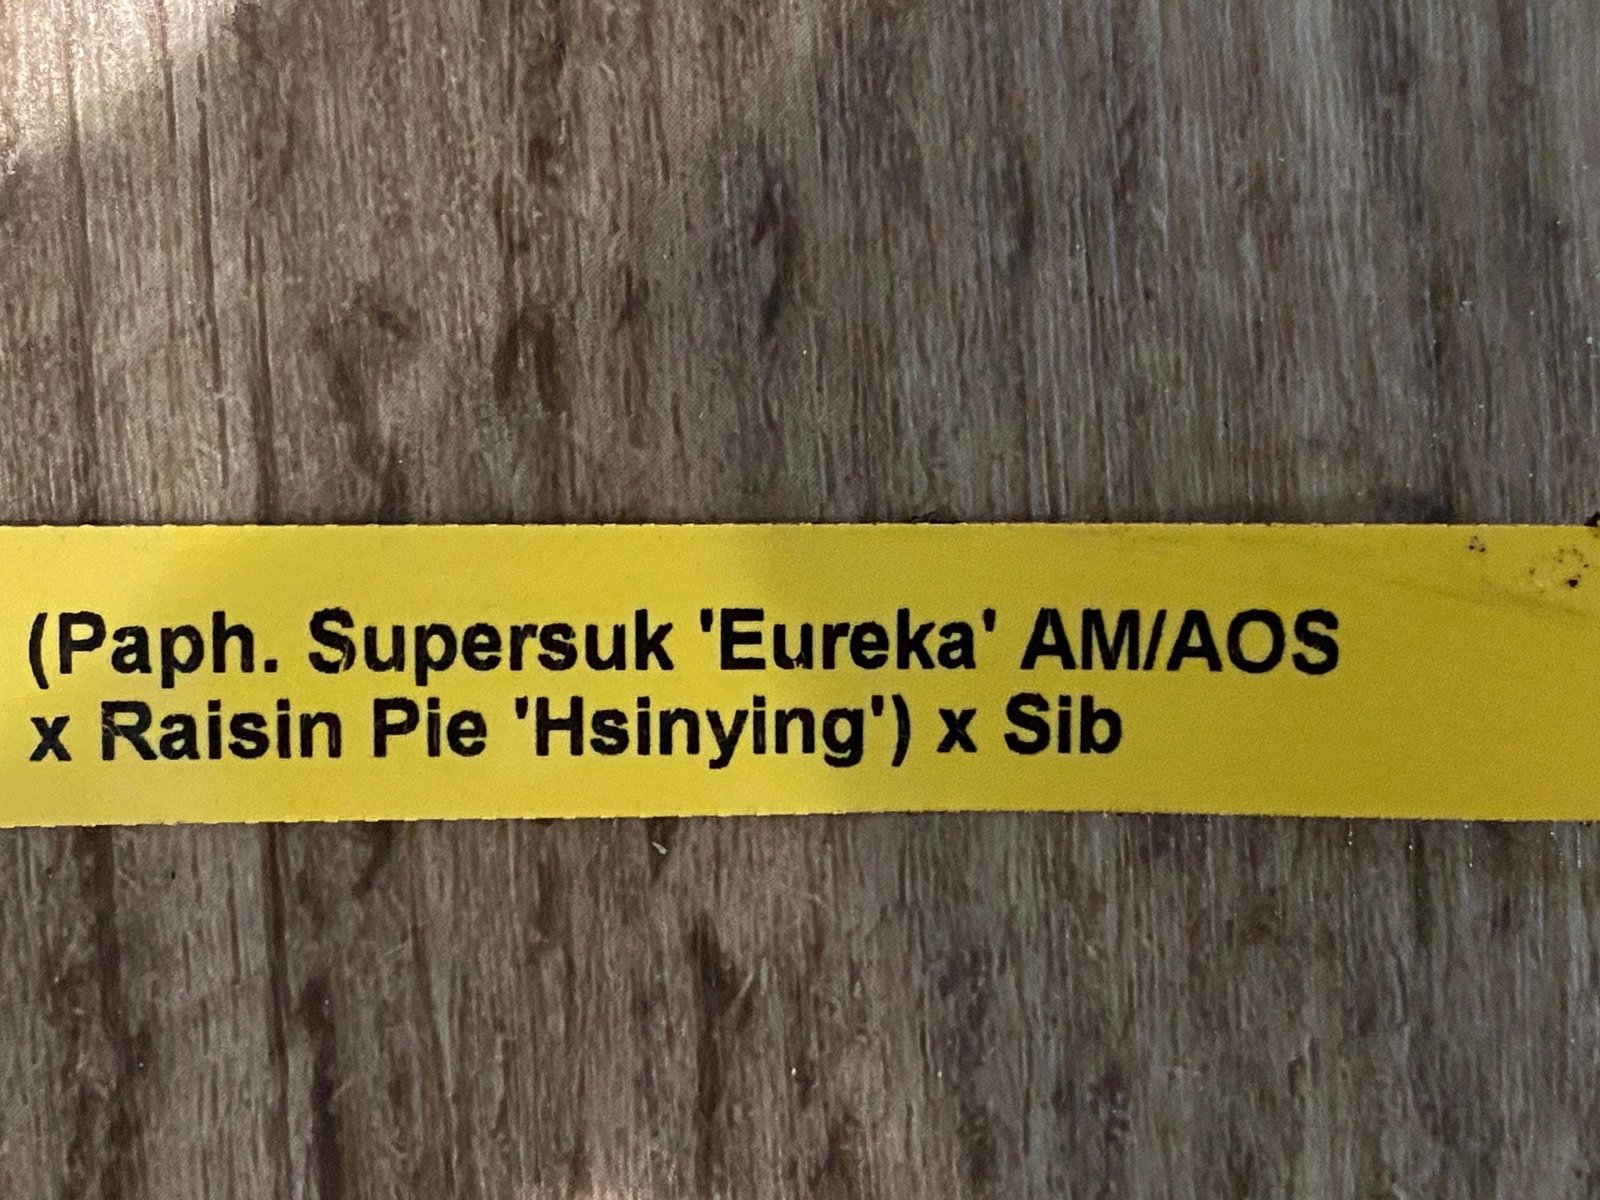 (Paph. Supersuk 'Eureka' AM/AOS
x Raisin Pie 'Hsinying') x Sib